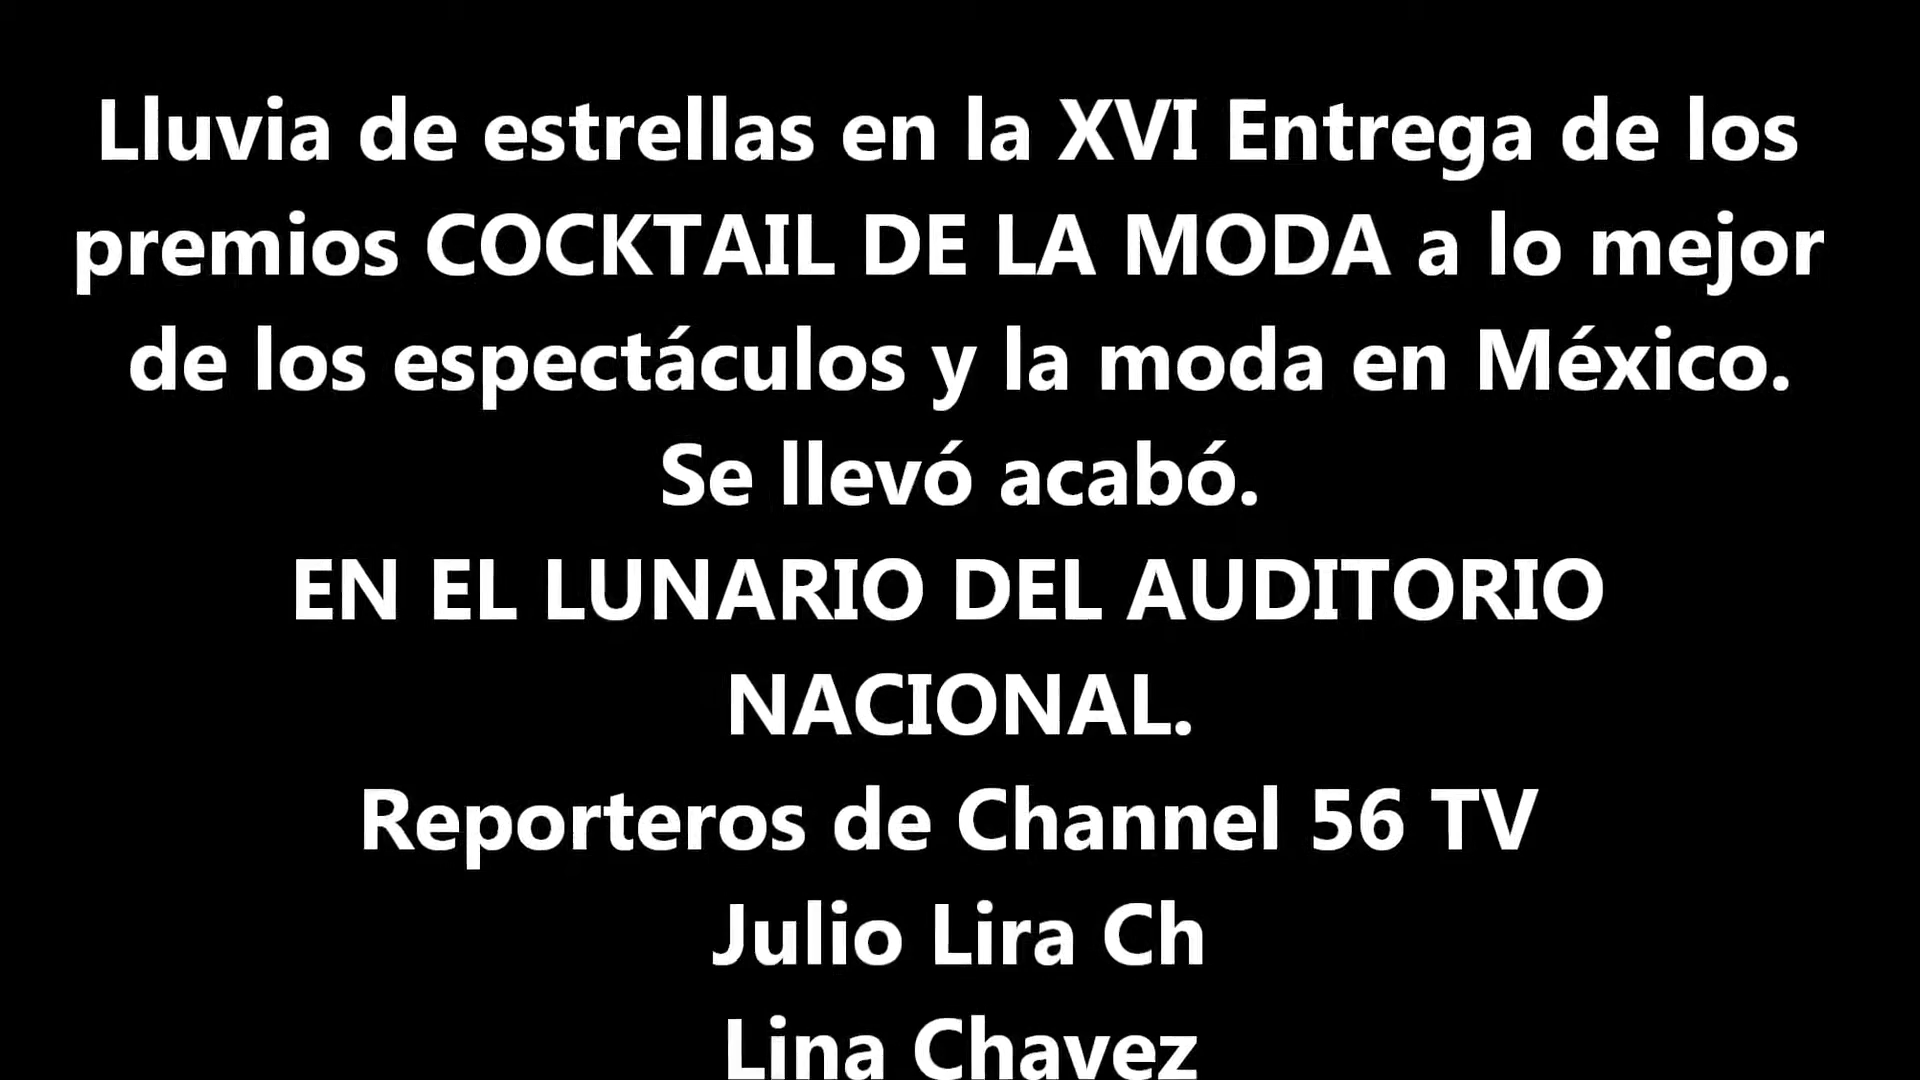 Lluvia de estrellas en la XVI Entrega de los
premios COCKTAIL DE LA MODA a lo mejor
de los espectáculos y la moda en México.
Se llevó acabó.
EN EL LUNARIO DEL AUDITORIO
NACIONAL.
Reporteros de Channel 56 TV
Julio Lira Ch
Lina Chavez